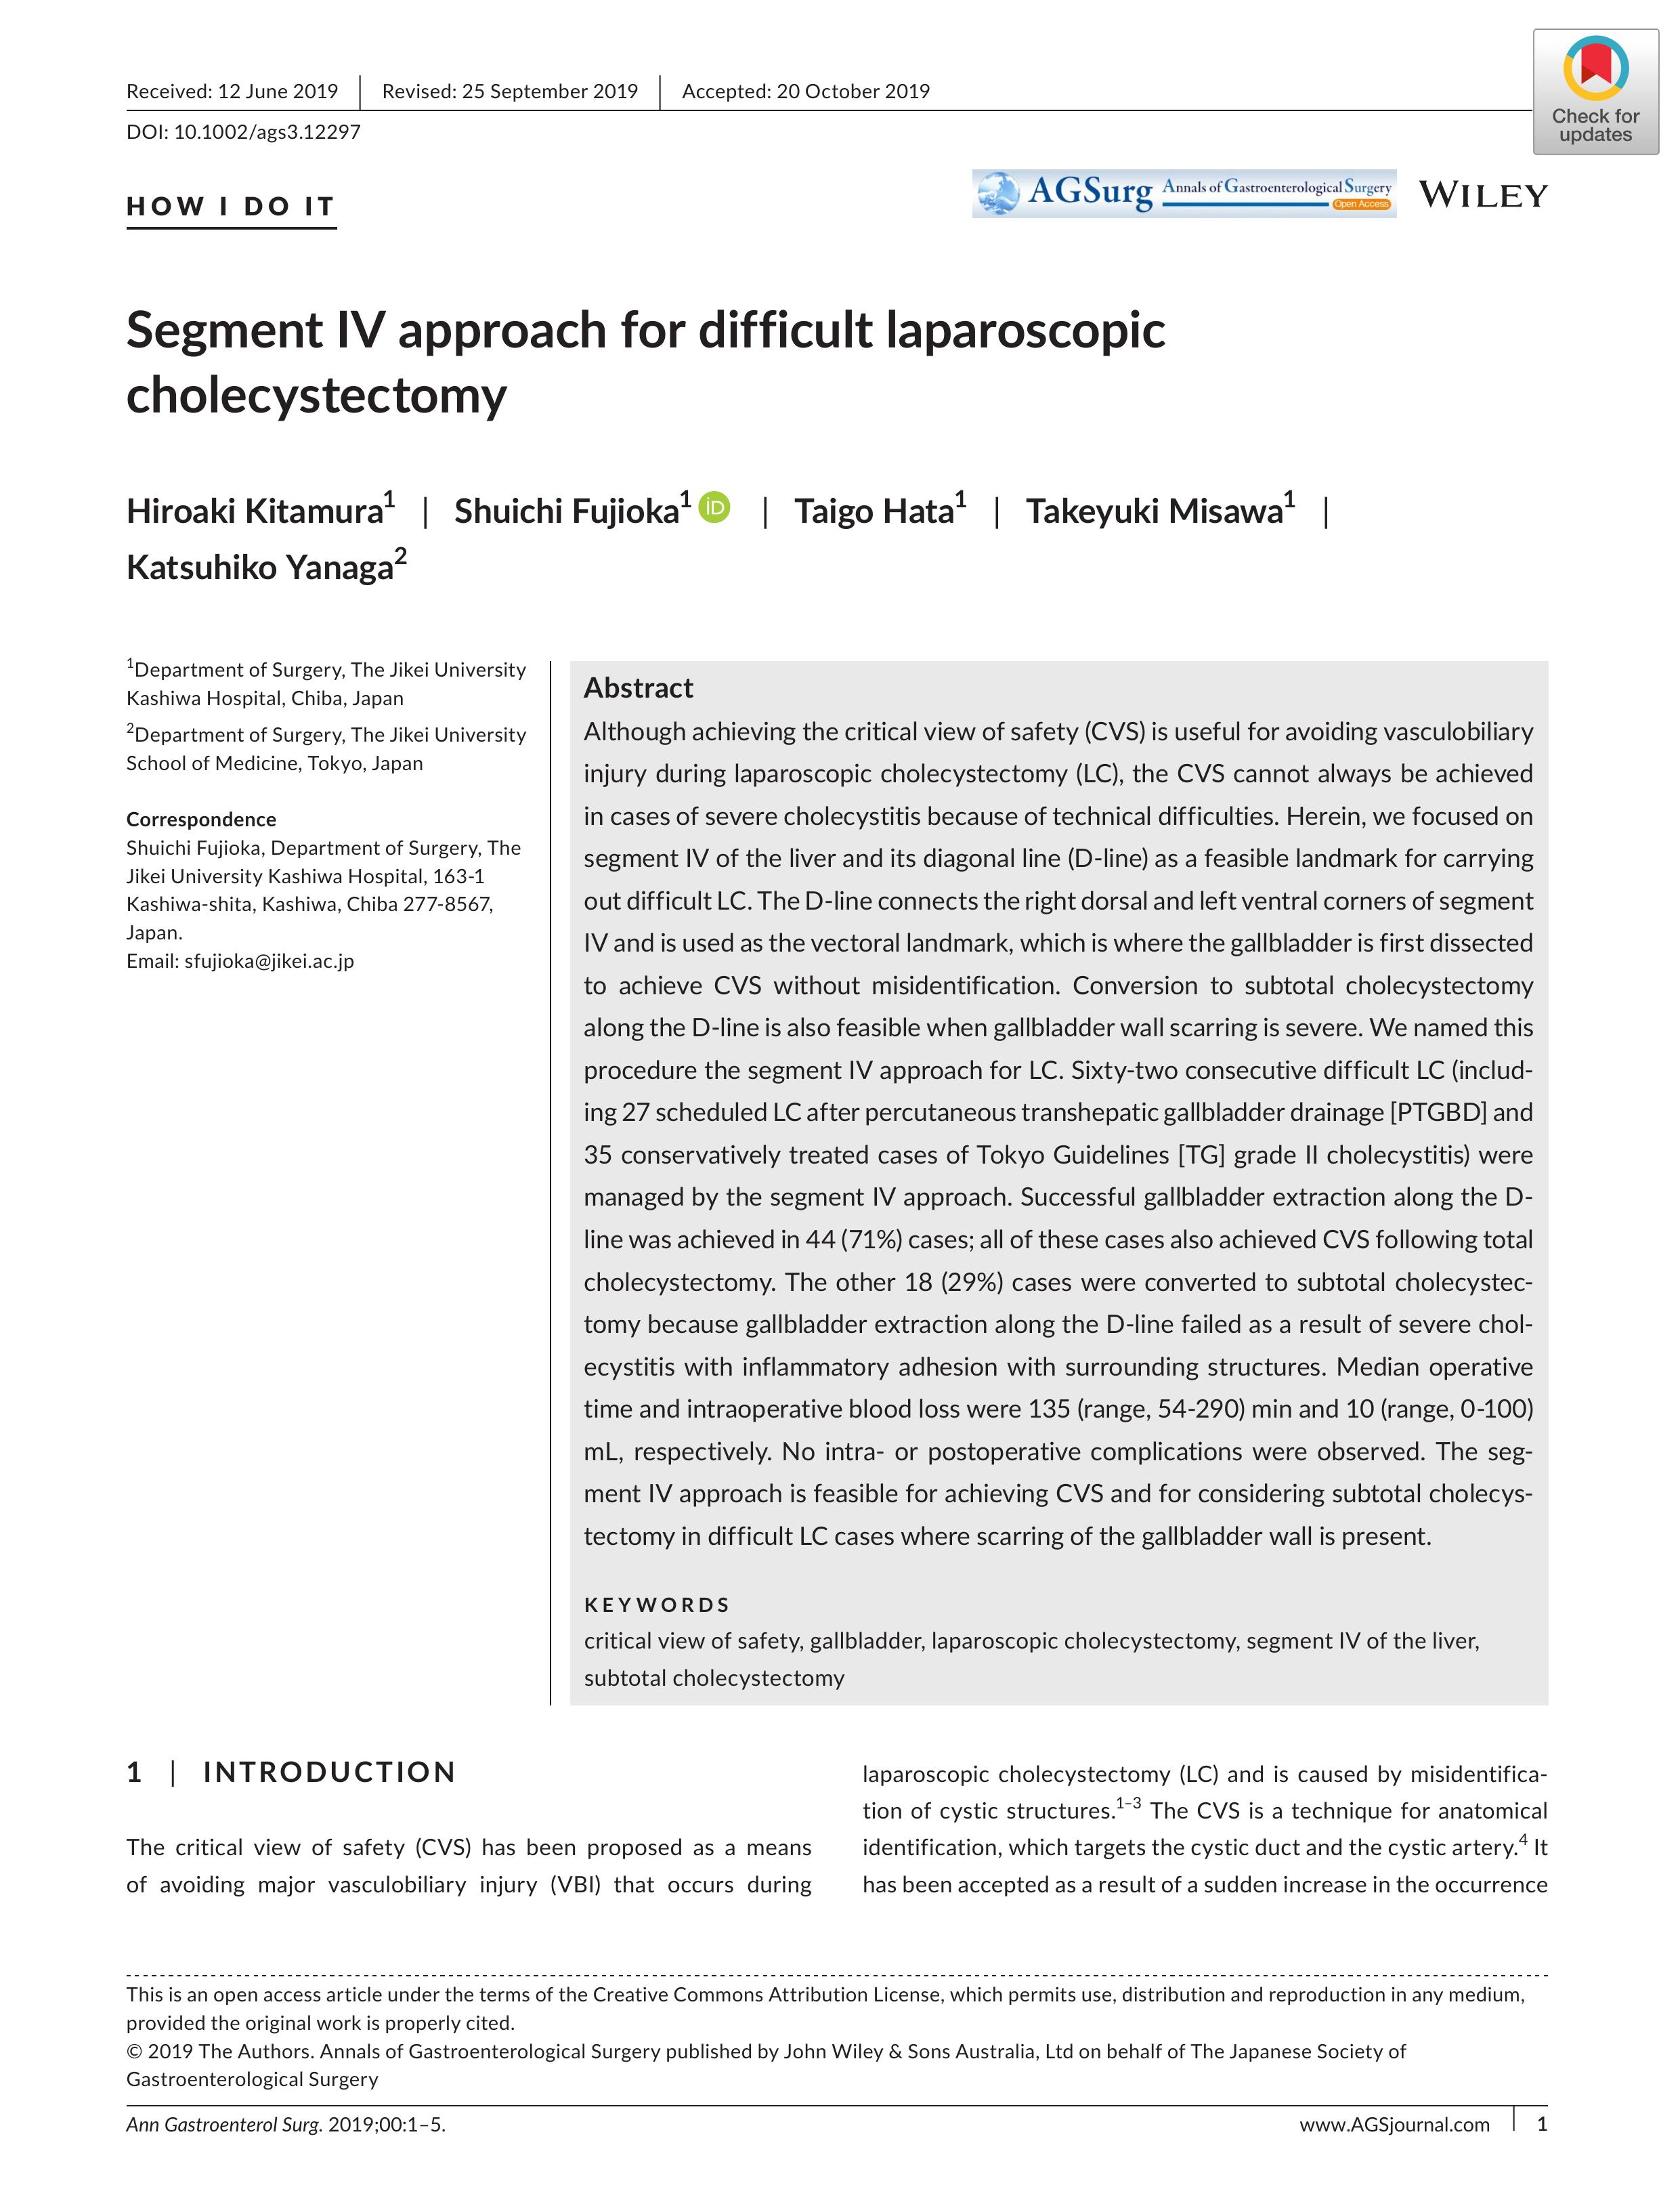 Received: 12 June 2019 | Revised: 25 September 2019 | Accepted: 20 October 2019
DOI: 10.1002/ags3.12297
Check for
updates
HOW I DO IT
AGSurg Annals of Gastroenterological Surgery
Open Access
WILEY
Segment IV approach for difficult laparoscopic
cholecystectomy
Hiroaki Kitamura1 | Shuichi Fujioka1 iD | Taigo Hata1 | Takeyuki Misawa1 |
Katsuhiko Yanaga2
1Department of Surgery, The Jikei University
Kashiwa Hospital, Chiba, Japan
2Department of Surgery, The Jikei University
School of Medicine, Tokyo, Japan
Correspondence
Shuichi Fujioka, Department of Surgery, The
Jikei University Kashiwa Hospital, 163-1
Kashiwa-shita, Kashiwa, Chiba 277-8567,
Japan.
Email: sfujioka@jikei.ac.jp
Abstract
Although achieving the critical view of safety (CVS) is useful for avoiding vasculobiliary
injury during laparoscopic cholecystectomy (LC), the CVS cannot always be achieved
in cases of severe cholecystitis because of technical difficulties. Herein, we focused on
segment IV of the liver and its diagonal line (D-line) as a feasible landmark for carrying
out difficult LC. The D-line connects the right dorsal and left ventral corners of segment
IV and is used as the vectoral landmark, which is where the gallbladder is first dissected
to achieve CVS without misidentification. Conversion to subtotal cholecystectomy
along the D-line is also feasible when gallbladder wall scarring is severe. We named this
procedure the segment IV approach for LC. Sixty-two consecutive difficult LC (includ-
ing 27 scheduled LC after percutaneous transhepatic gallbladder drainage [PTGBD] and
35 conservatively treated cases of Tokyo Guidelines [TG] grade II cholecystitis) were
managed by the segment IV approach. Successful gallbladder extraction along the D-
line was achieved in 44 (71%) cases; all of these cases also achieved CVS following total
cholecystectomy. The other 18 (29%) cases were converted to subtotal cholecystec-
tomy because gallbladder extraction along the D-line failed as a result of severe chol-
ecystitis with inflammatory adhesion with surrounding structures. Median operative
time and intraoperative blood loss were 135 (range, 54-290) min and 10 (range, 0-100)
mL, respectively. No intra- or postoperative complications were observed. The seg-
ment IV approach is feasible for achieving CVS and for considering subtotal cholecys-
tectomy in difficult LC cases where scarring of the gallbladder wall is present.
KEYWORDS
critical view of safety, gallbladder, laparoscopic cholecystectomy, segment IV of the liver,
subtotal cholecystectomy
1 | INTRODUCTION
The critical view of safety (CVS) has been proposed as a means
of avoiding major vasculobiliary injury (VBI) that occurs during
laparoscopic cholecystectomy (LC) and is caused by misidentifica-
tion of cystic structures.1–3 The CVS is a technique for anatomical
identification, which targets the cystic duct and the cystic artery.4 It
has been accepted as a result of a sudden increase in the occurrence
This is an open access article under the terms of the Creative Commons Attribution License, which permits use, distribution and reproduction in any medium,
provided the original work is properly cited.
© 2019 The Authors. Annals of Gastroenterological Surgery published by John Wiley & Sons Australia, Ltd on behalf of The Japanese Society of
Gastroenterological Surgery
Ann Gastroenterol Surg. 2019;00:1–5.
www.AGSjournal.com | 1